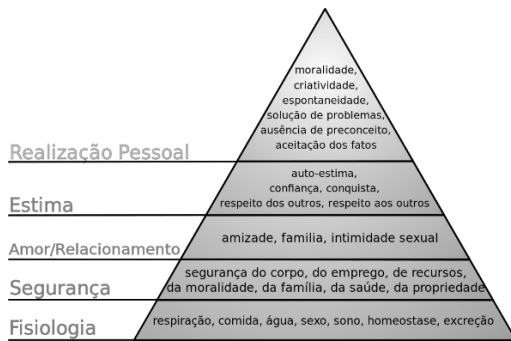 moralidade,
criatividade,
espontaneidade,
solução de problemas,
ausência de preconceito,
aceitação dos fatos
Realização Pessoal
auto-estima,
confiança, conquista,
respeito dos outros, respeito aos outros
Estima
amizade, familia, intimidade sexual
Amor/Relacionamento
segurança do corpo, do emprego, de recursos,
da moralidade, da família, da saúde, da propriedade
Segurança
respiração, comida, água, sexo, sono, homeostase, excreção
Fisiologia